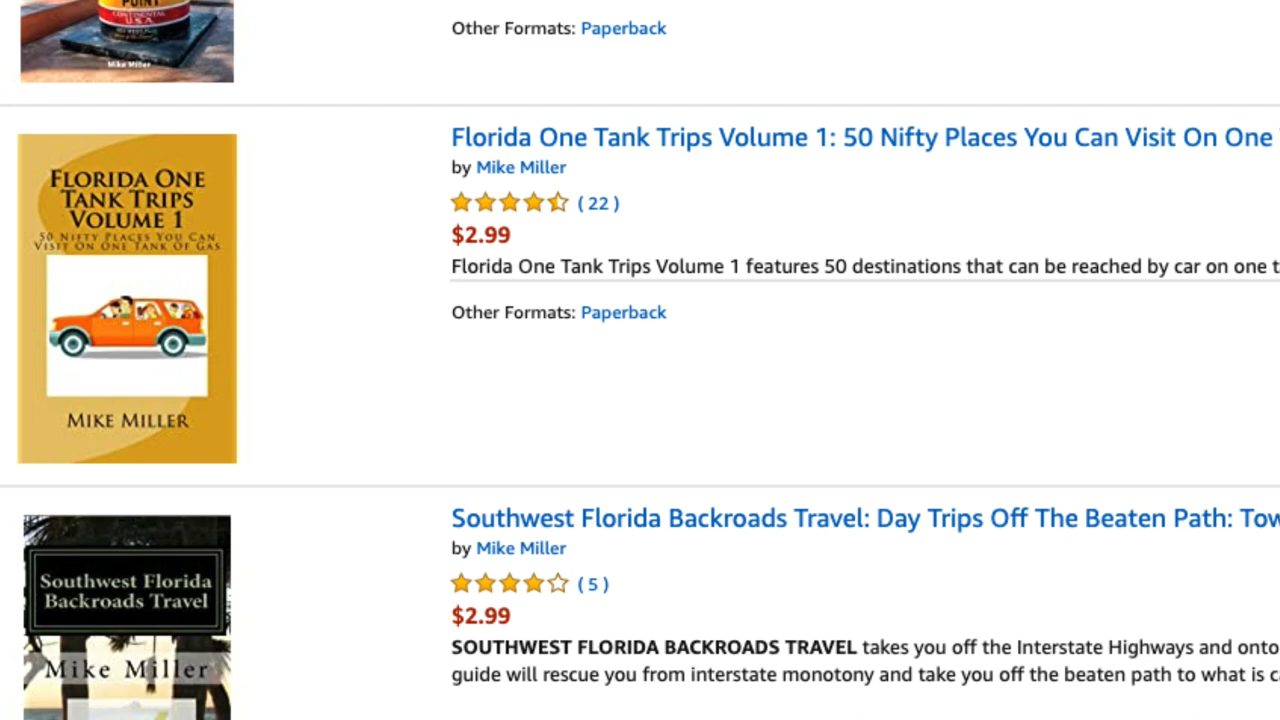 POINT
CONTINENTAL
U.S.A
Mike Miller
Other Formats: Paperback
FLORIDA ONE
TANK TRIPS
VOLUME 1
50 NIFTY PLACES YOU CAN
VISIT ON ONE TANK OF GAS
MIKE MILLER
Florida One Tank Trips Volume 1: 50 Nifty Places You Can Visit On One
by Mike Miller
( 22 )
$2.99
Florida One Tank Trips Volume 1 features 50 destinations that can be reached by car on one t
Other Formats: Paperback
Southwest Florida
Backroads Travel
Mike Miller
Southwest Florida Backroads Travel: Day Trips Off The Beaten Path: Tow
by Mike Miller
( 5 )
$2.99
SOUTHWEST FLORIDA BACKROADS TRAVEL takes you off the Interstate Highways and onto
guide will rescue you from interstate monotony and take you off the beaten path to what is c